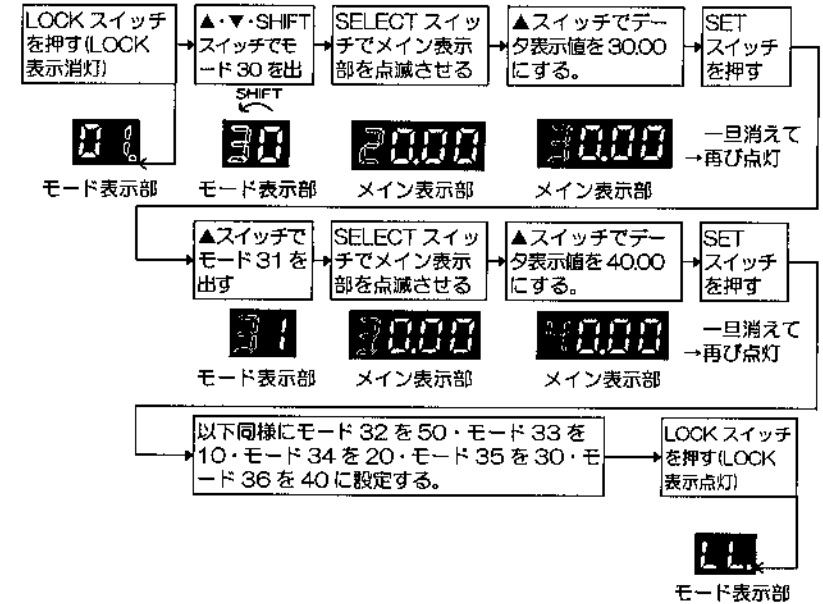 LOCK スイッチ
を押す(LOCK
表示消灯)
▲・▼・SHIFT
スイッチでモ
ード 30 を出
SELECT スイッ
チでメイン表示
部を点滅させる
▲スイッチでデー
タ表示値を 30.00
にする。
SET
スイッチ
を押す
SHIFT
01.
モード表示部
30
モード表示部
20.00
メイン表示部
30.00
メイン表示部
一旦消えて
→再び点灯
▲スイッチで
モード 31 を
出す
SELECT スイッ
チでメイン表示
部を点滅させる
▲スイッチでデー
タ表示値を 40.00
にする。
SET
スイッチ
を押す
31
モード表示部
30.00
メイン表示部
40.00
メイン表示部
一旦消えて
→再び点灯
以下同様にモード 32 を 50・モード 33 を
10・モード 34 を 20・モード 35 を 30・モ
ード 36 を 40 に設定する。
LOCK スイッチ
を押す(LOCK
表示点灯)
LL.
モード表示部